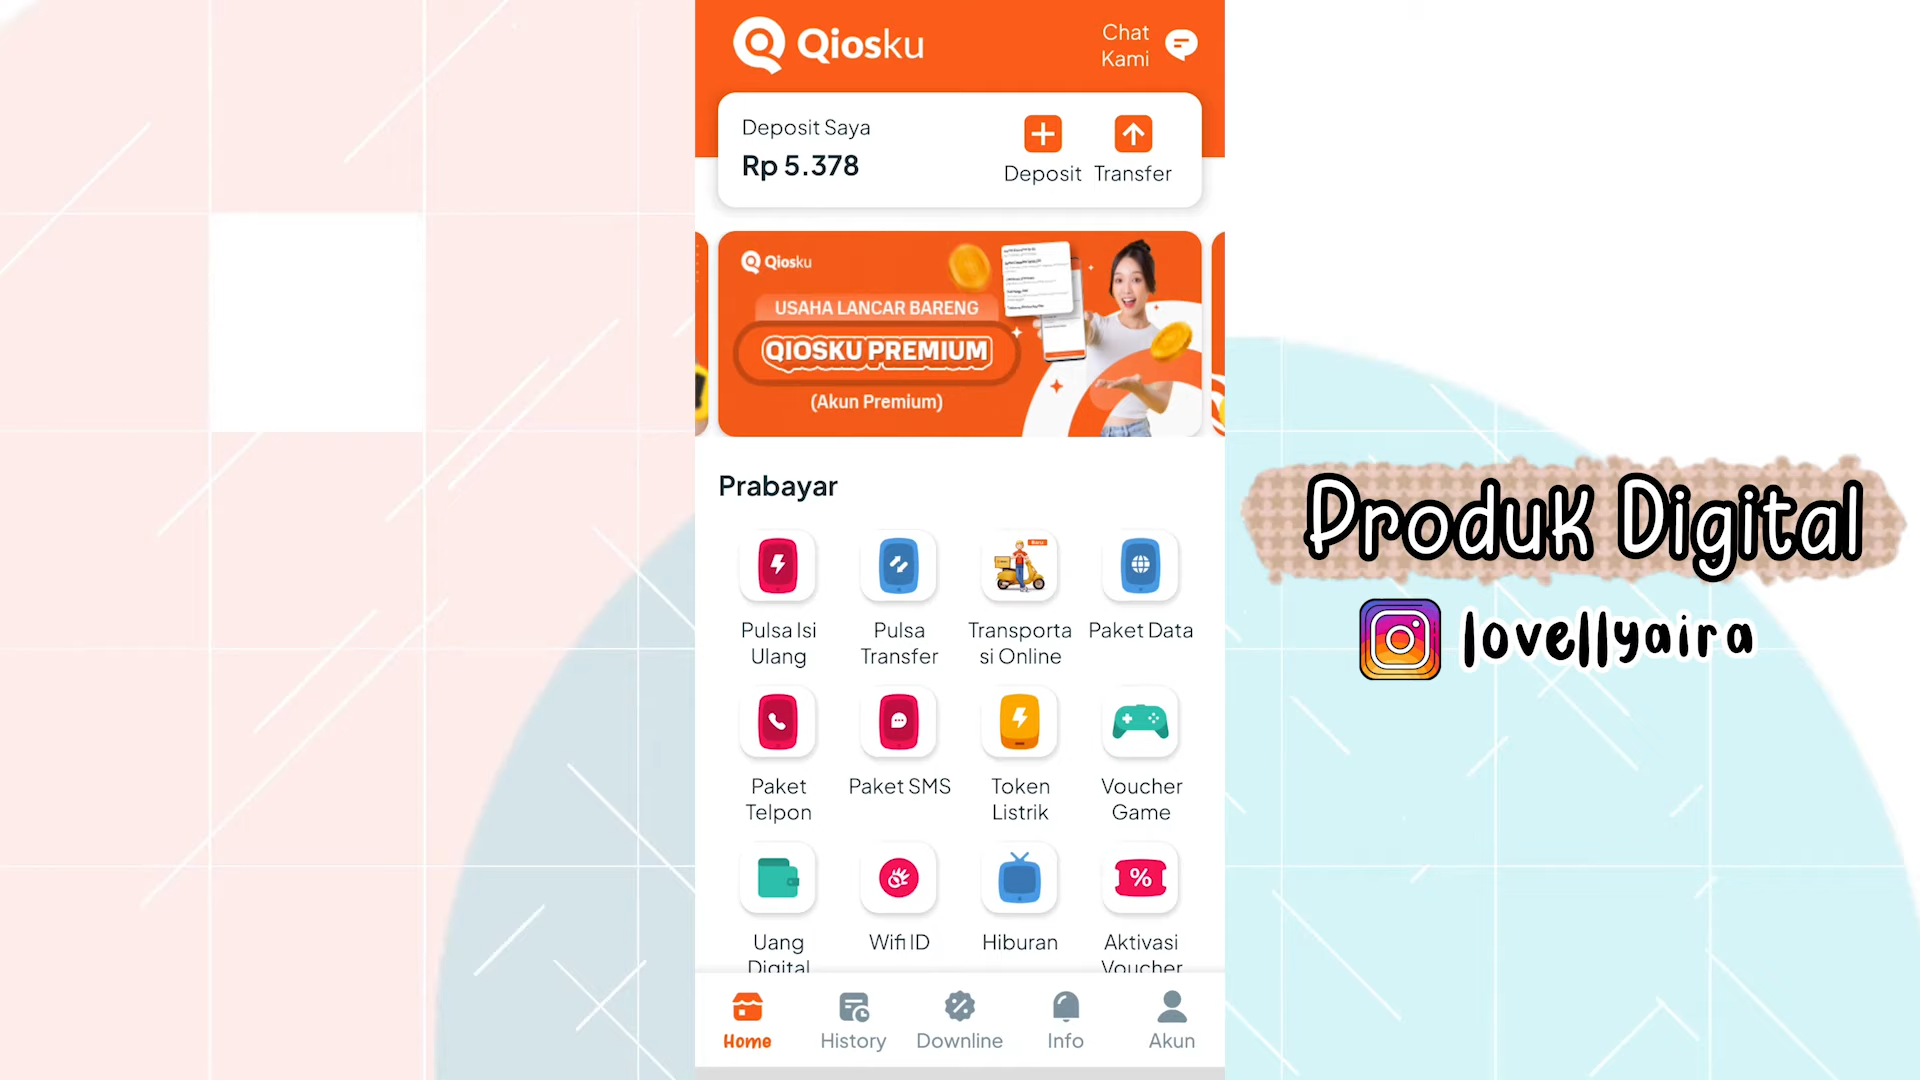 Qiosku
Chat
Kami
Deposit Saya
Rp 5.378
Deposit
Transfer
Qiosku
USAHA LANCAR BARENG
QIOSKU PREMIUM
(Akun Premium)
Prabayar
Pulsa Isi
Ulang
Pulsa
Transfer
Transporta
si Online
Paket Data
Paket
Telpon
Paket SMS
Token
Listrik
Voucher
Game
Uang
Digital
Wifi ID
Hiburan
Aktivasi
Voucher
Home
History
Downline
Info
Akun
Produk Digital
lovellyaira